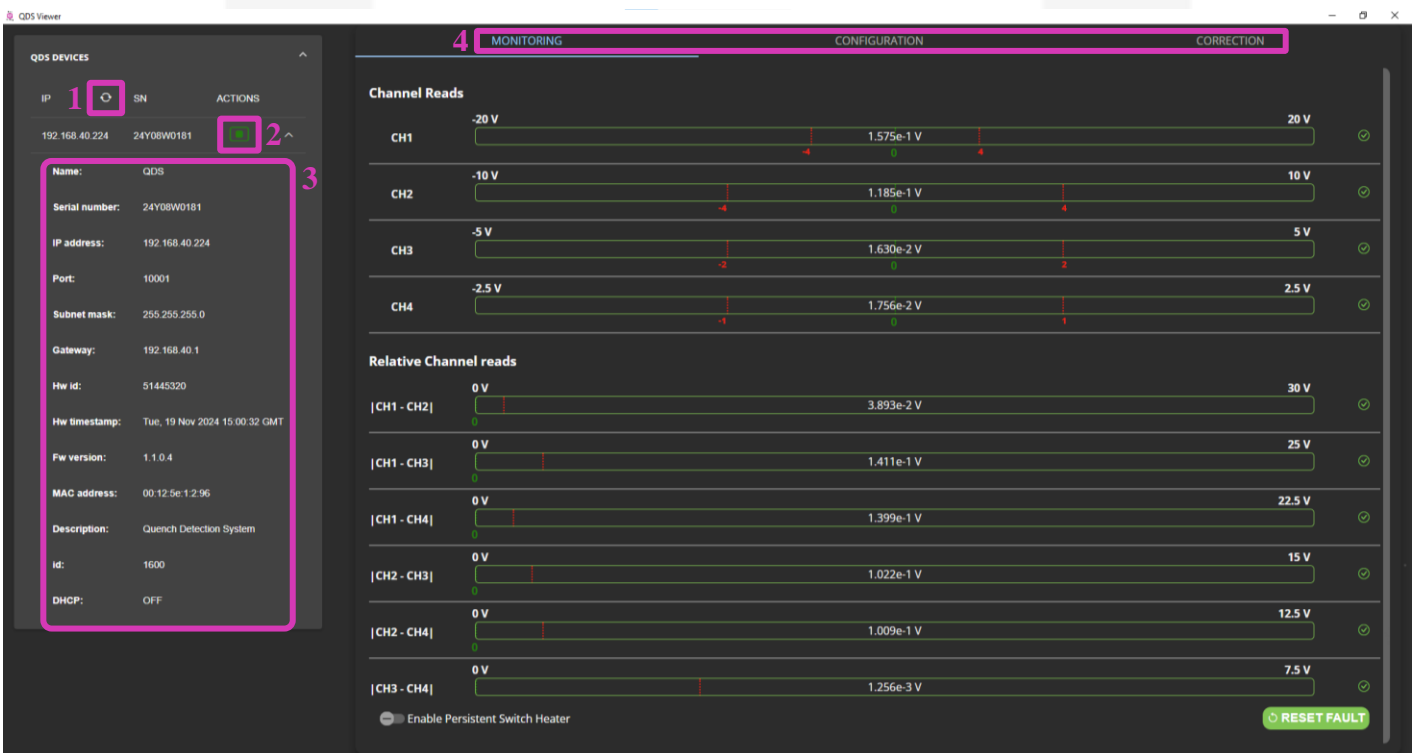 QDS Viewer
QDS DEVICES
IP 1 SN ACTIONS
192.168.40.224 24Y08W0181 2
3
Name: QDS
Serial number: 24Y08W0181
IP address: 192.168.40.224
Port: 10001
Subnet mask: 255.255.255.0
Gateway: 192.168.40.1
Hw id: 51445320
Hw timestamp: Tue, 19 Nov 2024 15:00:32 GMT
Fw version: 1.1.0.4
MAC address: 00:12:5e:1:2:96
Description: Quench Detection System
id: 1600
DHCP: OFF
4 MONITORING CONFIGURATION CORRECTION
Channel Reads
-20 V 20 V
CH1 1.575e-1 V
-4 0 4
-10 V 10 V
CH2 1.185e-1 V
-4 0 4
-5 V 5 V
CH3 1.630e-2 V
-2 0 2
-2.5 V 2.5 V
CH4 1.756e-2 V
-1 0 1
Relative Channel reads
0 V 30 V
|CH1 - CH2| 3.893e-2 V
0
0 V 25 V
|CH1 - CH3| 1.411e-1 V
0
0 V 22.5 V
|CH1 - CH4| 1.399e-1 V
0
0 V 15 V
|CH2 - CH3| 1.022e-1 V
0
0 V 12.5 V
|CH2 - CH4| 1.009e-1 V
0
0 V 7.5 V
|CH3 - CH4| 1.256e-3 V
Enable Persistent Switch Heater RESET FAULT